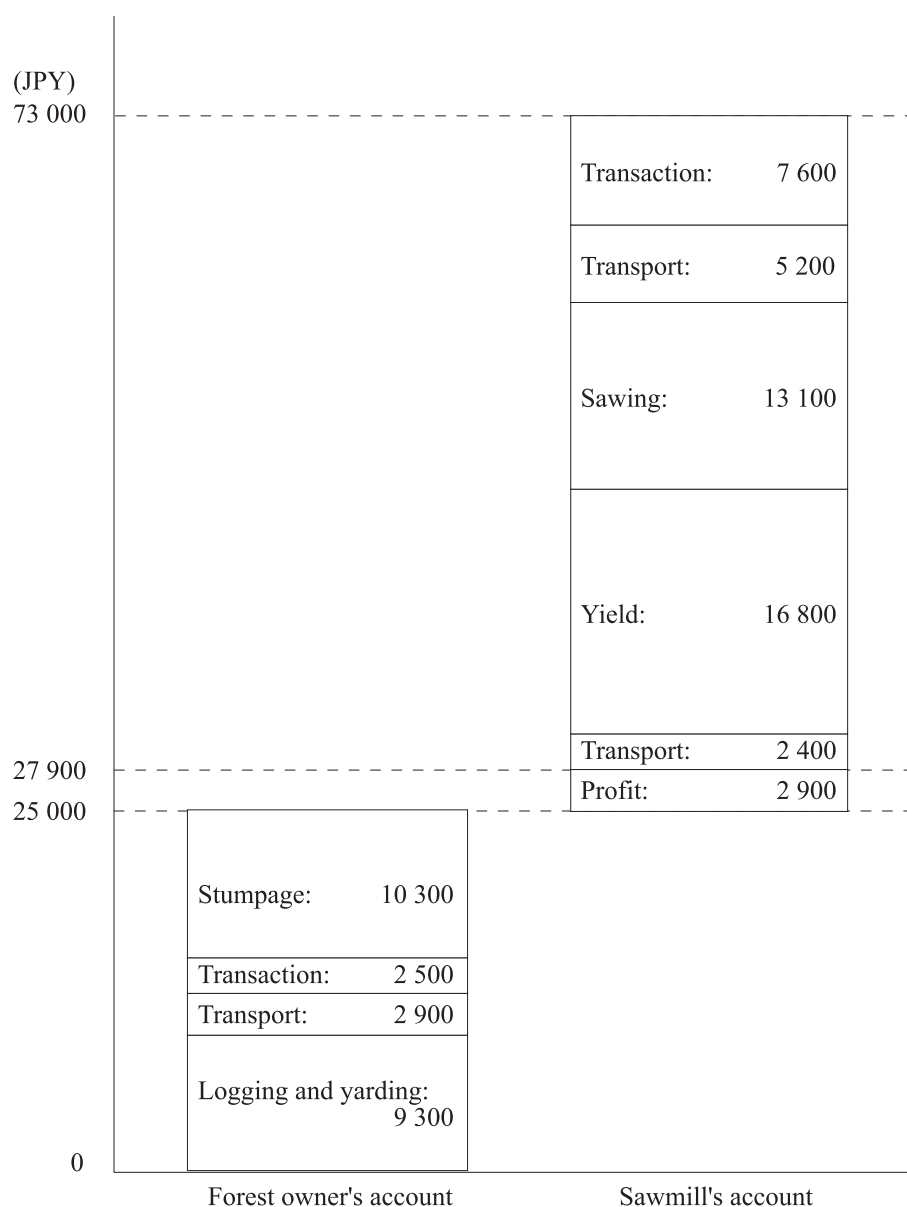 (JPY)
73 000
Transaction: 7 600
Transport: 5 200
Sawing: 13 100
Yield: 16 800
Transport: 2 400
27 900
Profit: 2 900
25 000
Stumpage: 10 300
Transaction: 2 500
Transport: 2 900
Logging and yarding:
9 300
0
Forest owner's account Sawmill's account